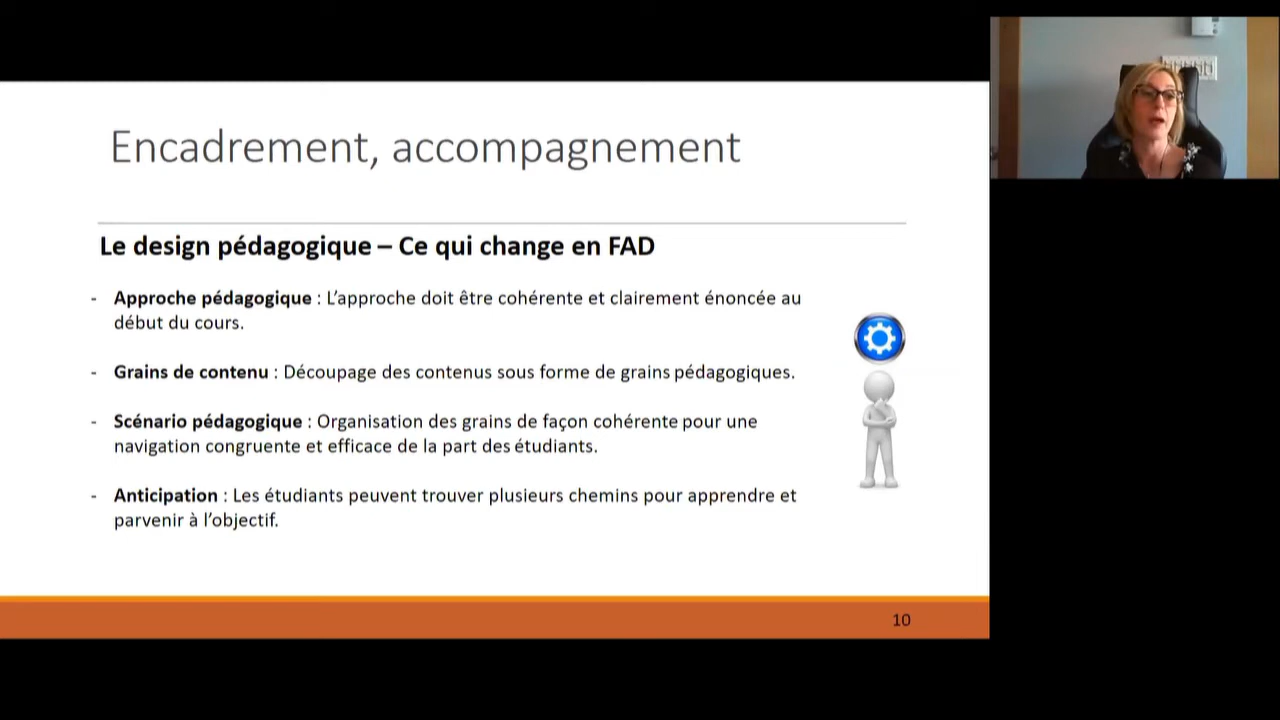 Encadrement, accompagnement
Le design pédagogique – Ce qui change en FAD
- Approche pédagogique : L’approche doit être cohérente et clairement énoncée au
début du cours.
- Grains de contenu : Découpage des contenus sous forme de grains pédagogiques.
- Scénario pédagogique : Organisation des grains de façon cohérente pour une
navigation congruente et efficace de la part des étudiants.
- Anticipation : Les étudiants peuvent trouver plusieurs chemins pour apprendre et
parvenir à l’objectif.
10